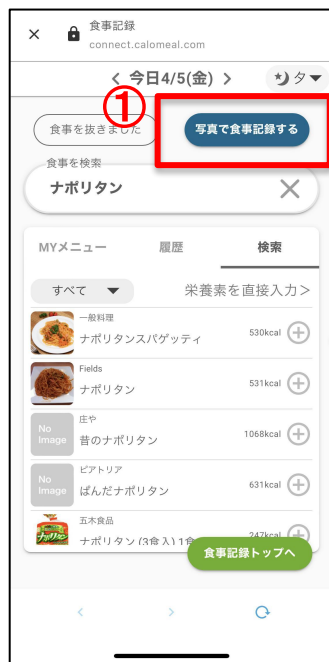 食事記録
connect.calomeal.com
今日4/5(金)
夕
①
食事を抜きました
写真で食事記録する
食事を検索
ナポリタン
MYメニュー
履歴
検索
すべて
栄養素を直接入力>
一般料理
ナポリタンスパゲッティ
530kcal
Fields
ナポリタン
531kcal
No Image
庄や
昔のナポリタン
1068kcal
No Image
ピアトリア
ぱんだナポリタン
631kcal
五木食品
ナポリタン(3食入)1食
247kcal
食事記録トップへ